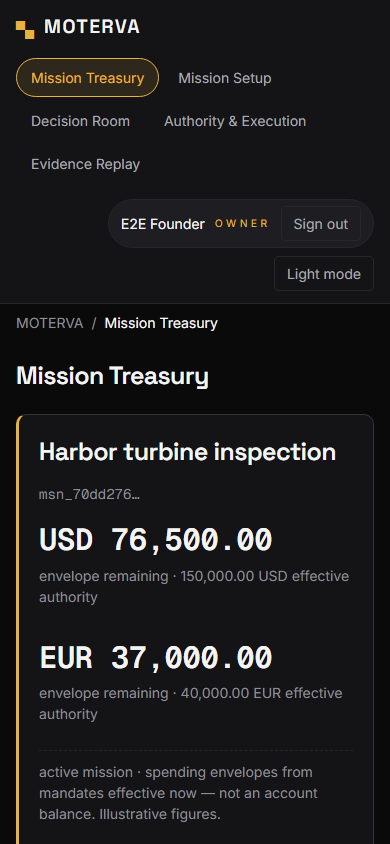 MOTERVA
Mission Treasury
Mission Setup
Decision Room
Authority & Execution
Evidence Replay
E2E Founder OWNER Sign out
Light mode
MOTERVA / Mission Treasury
Mission Treasury
Harbor turbine inspection
msn_70dd276…
USD 76,500.00
envelope remaining · 150,000.00 USD effective
authority
EUR 37,000.00
envelope remaining · 40,000.00 EUR effective
authority
active mission · spending envelopes from
mandates effective now — not an account
balance. Illustrative figures.